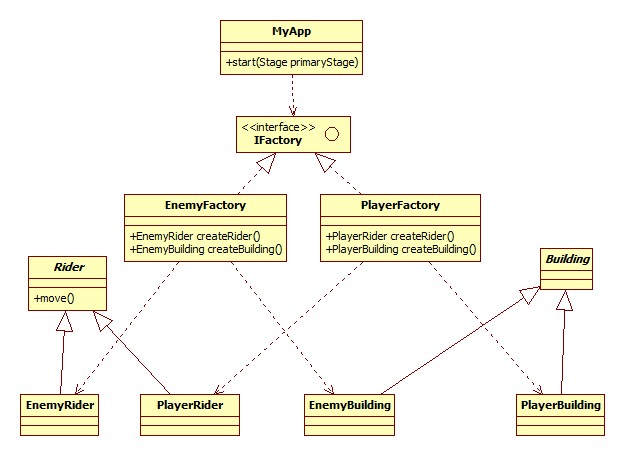 MyApp
+start(Stage primaryStage)
<<interface>>
IFactory
EnemyFactory
+EnemyRider createRider()
+EnemyBuilding createBuilding()
PlayerFactory
+PlayerRider createRider()
+PlayerBuilding createBuilding()
Rider
+move()
Building
EnemyRider
PlayerRider
EnemyBuilding
PlayerBuilding